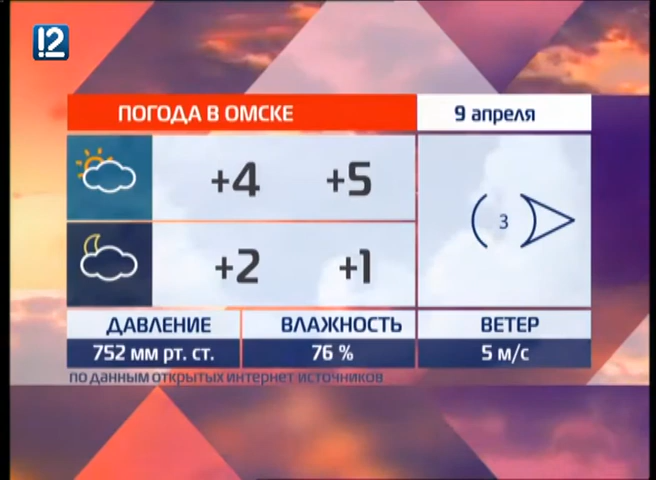 12
ПОГОДА В ОМСКЕ
9 апреля
+4 +5
З
+2 +1
ДАВЛЕНИЕ ВЛАЖНОСТЬ ВЕТЕР
752 мм рт. ст. 76 % 5 м/с
по данным открытых интернет источников